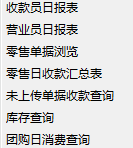 收款员日报表
营业员日报表
零售单据浏览
零售日收款汇总表
未上传单据收款查询
库存查询
团购日消费查询